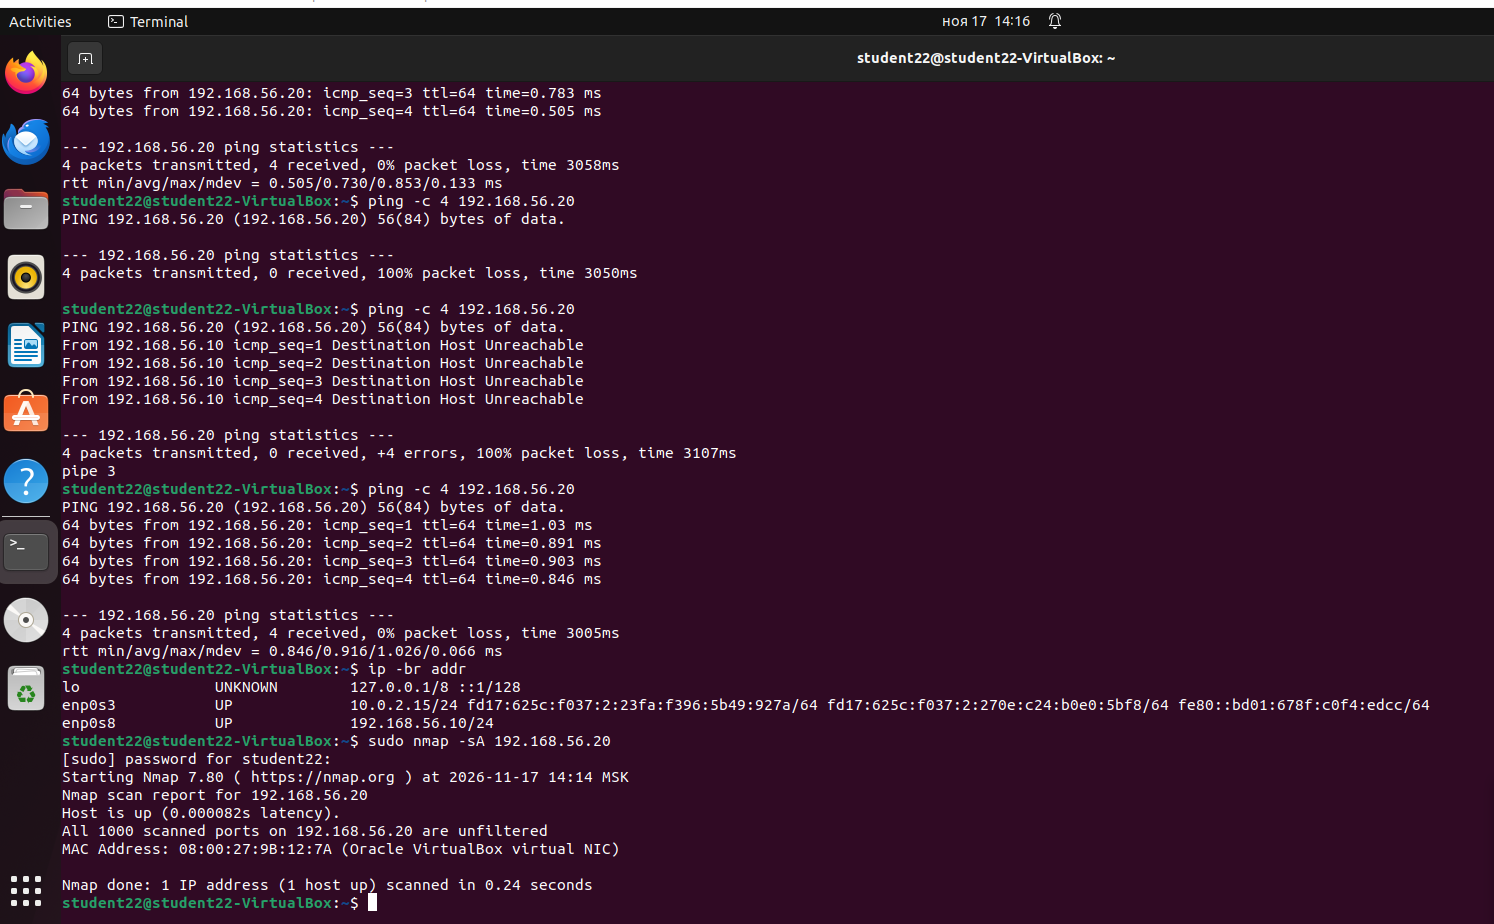 Activities
Terminal
ноя 17 14:16
student22@student22-VirtualBox: ~
64 bytes from 192.168.56.20: icmp_seq=3 ttl=64 time=0.783 ms
64 bytes from 192.168.56.20: icmp_seq=4 ttl=64 time=0.505 ms
--- 192.168.56.20 ping statistics ---
4 packets transmitted, 4 received, 0% packet loss, time 3058ms
rtt min/avg/max/mdev = 0.505/0.730/0.853/0.133 ms
student22@student22-VirtualBox:~$ ping -c 4 192.168.56.20
PING 192.168.56.20 (192.168.56.20) 56(84) bytes of data.
--- 192.168.56.20 ping statistics ---
4 packets transmitted, 0 received, 100% packet loss, time 3050ms
student22@student22-VirtualBox:~$ ping -c 4 192.168.56.20
PING 192.168.56.20 (192.168.56.20) 56(84) bytes of data.
From 192.168.56.10 icmp_seq=1 Destination Host Unreachable
From 192.168.56.10 icmp_seq=2 Destination Host Unreachable
From 192.168.56.10 icmp_seq=3 Destination Host Unreachable
From 192.168.56.10 icmp_seq=4 Destination Host Unreachable
--- 192.168.56.20 ping statistics ---
4 packets transmitted, 0 received, +4 errors, 100% packet loss, time 3107ms
pipe 3
student22@student22-VirtualBox:~$ ping -c 4 192.168.56.20
PING 192.168.56.20 (192.168.56.20) 56(84) bytes of data.
64 bytes from 192.168.56.20: icmp_seq=1 ttl=64 time=1.03 ms
64 bytes from 192.168.56.20: icmp_seq=2 ttl=64 time=0.891 ms
64 bytes from 192.168.56.20: icmp_seq=3 ttl=64 time=0.903 ms
64 bytes from 192.168.56.20: icmp_seq=4 ttl=64 time=0.846 ms
--- 192.168.56.20 ping statistics ---
4 packets transmitted, 4 received, 0% packet loss, time 3005ms
rtt min/avg/max/mdev = 0.846/0.916/1.026/0.066 ms
student22@student22-VirtualBox:~$ ip -br addr
lo UNKNOWN 127.0.0.1/8 ::1/128
enp0s3 UP 10.0.2.15/24 fd17:625c:f037:2:23fa:f396:5b49:927a/64 fd17:625c:f037:2:270e:c24:b0e0:5bf8/64 fe80::bd01:678f:c0f4:edcc/64
enp0s8 UP 192.168.56.10/24
student22@student22-VirtualBox:~$ sudo nmap -sA 192.168.56.20
[sudo] password for student22:
Starting Nmap 7.80 ( https://nmap.org ) at 2026-11-17 14:14 MSK
Nmap scan report for 192.168.56.20
Host is up (0.000082s latency).
All 1000 scanned ports on 192.168.56.20 are unfiltered
MAC Address: 08:00:27:9B:12:7A (Oracle VirtualBox virtual NIC)
Nmap done: 1 IP address (1 host up) scanned in 0.24 seconds
student22@student22-VirtualBox:~$